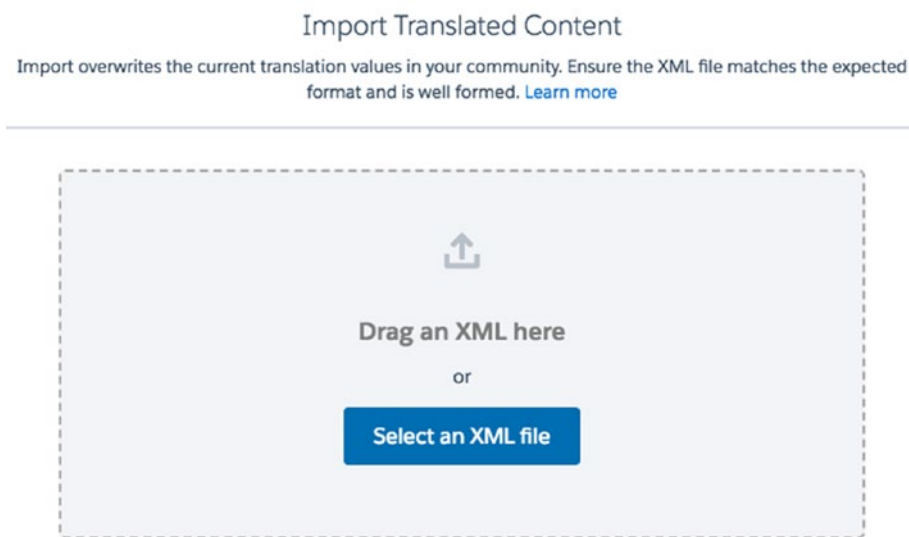 Import Translated Content
Import overwrites the current translation values in your community. Ensure the XML file matches the expected
format and is well formed. Learn more
Drag an XML here
or
Select an XML file